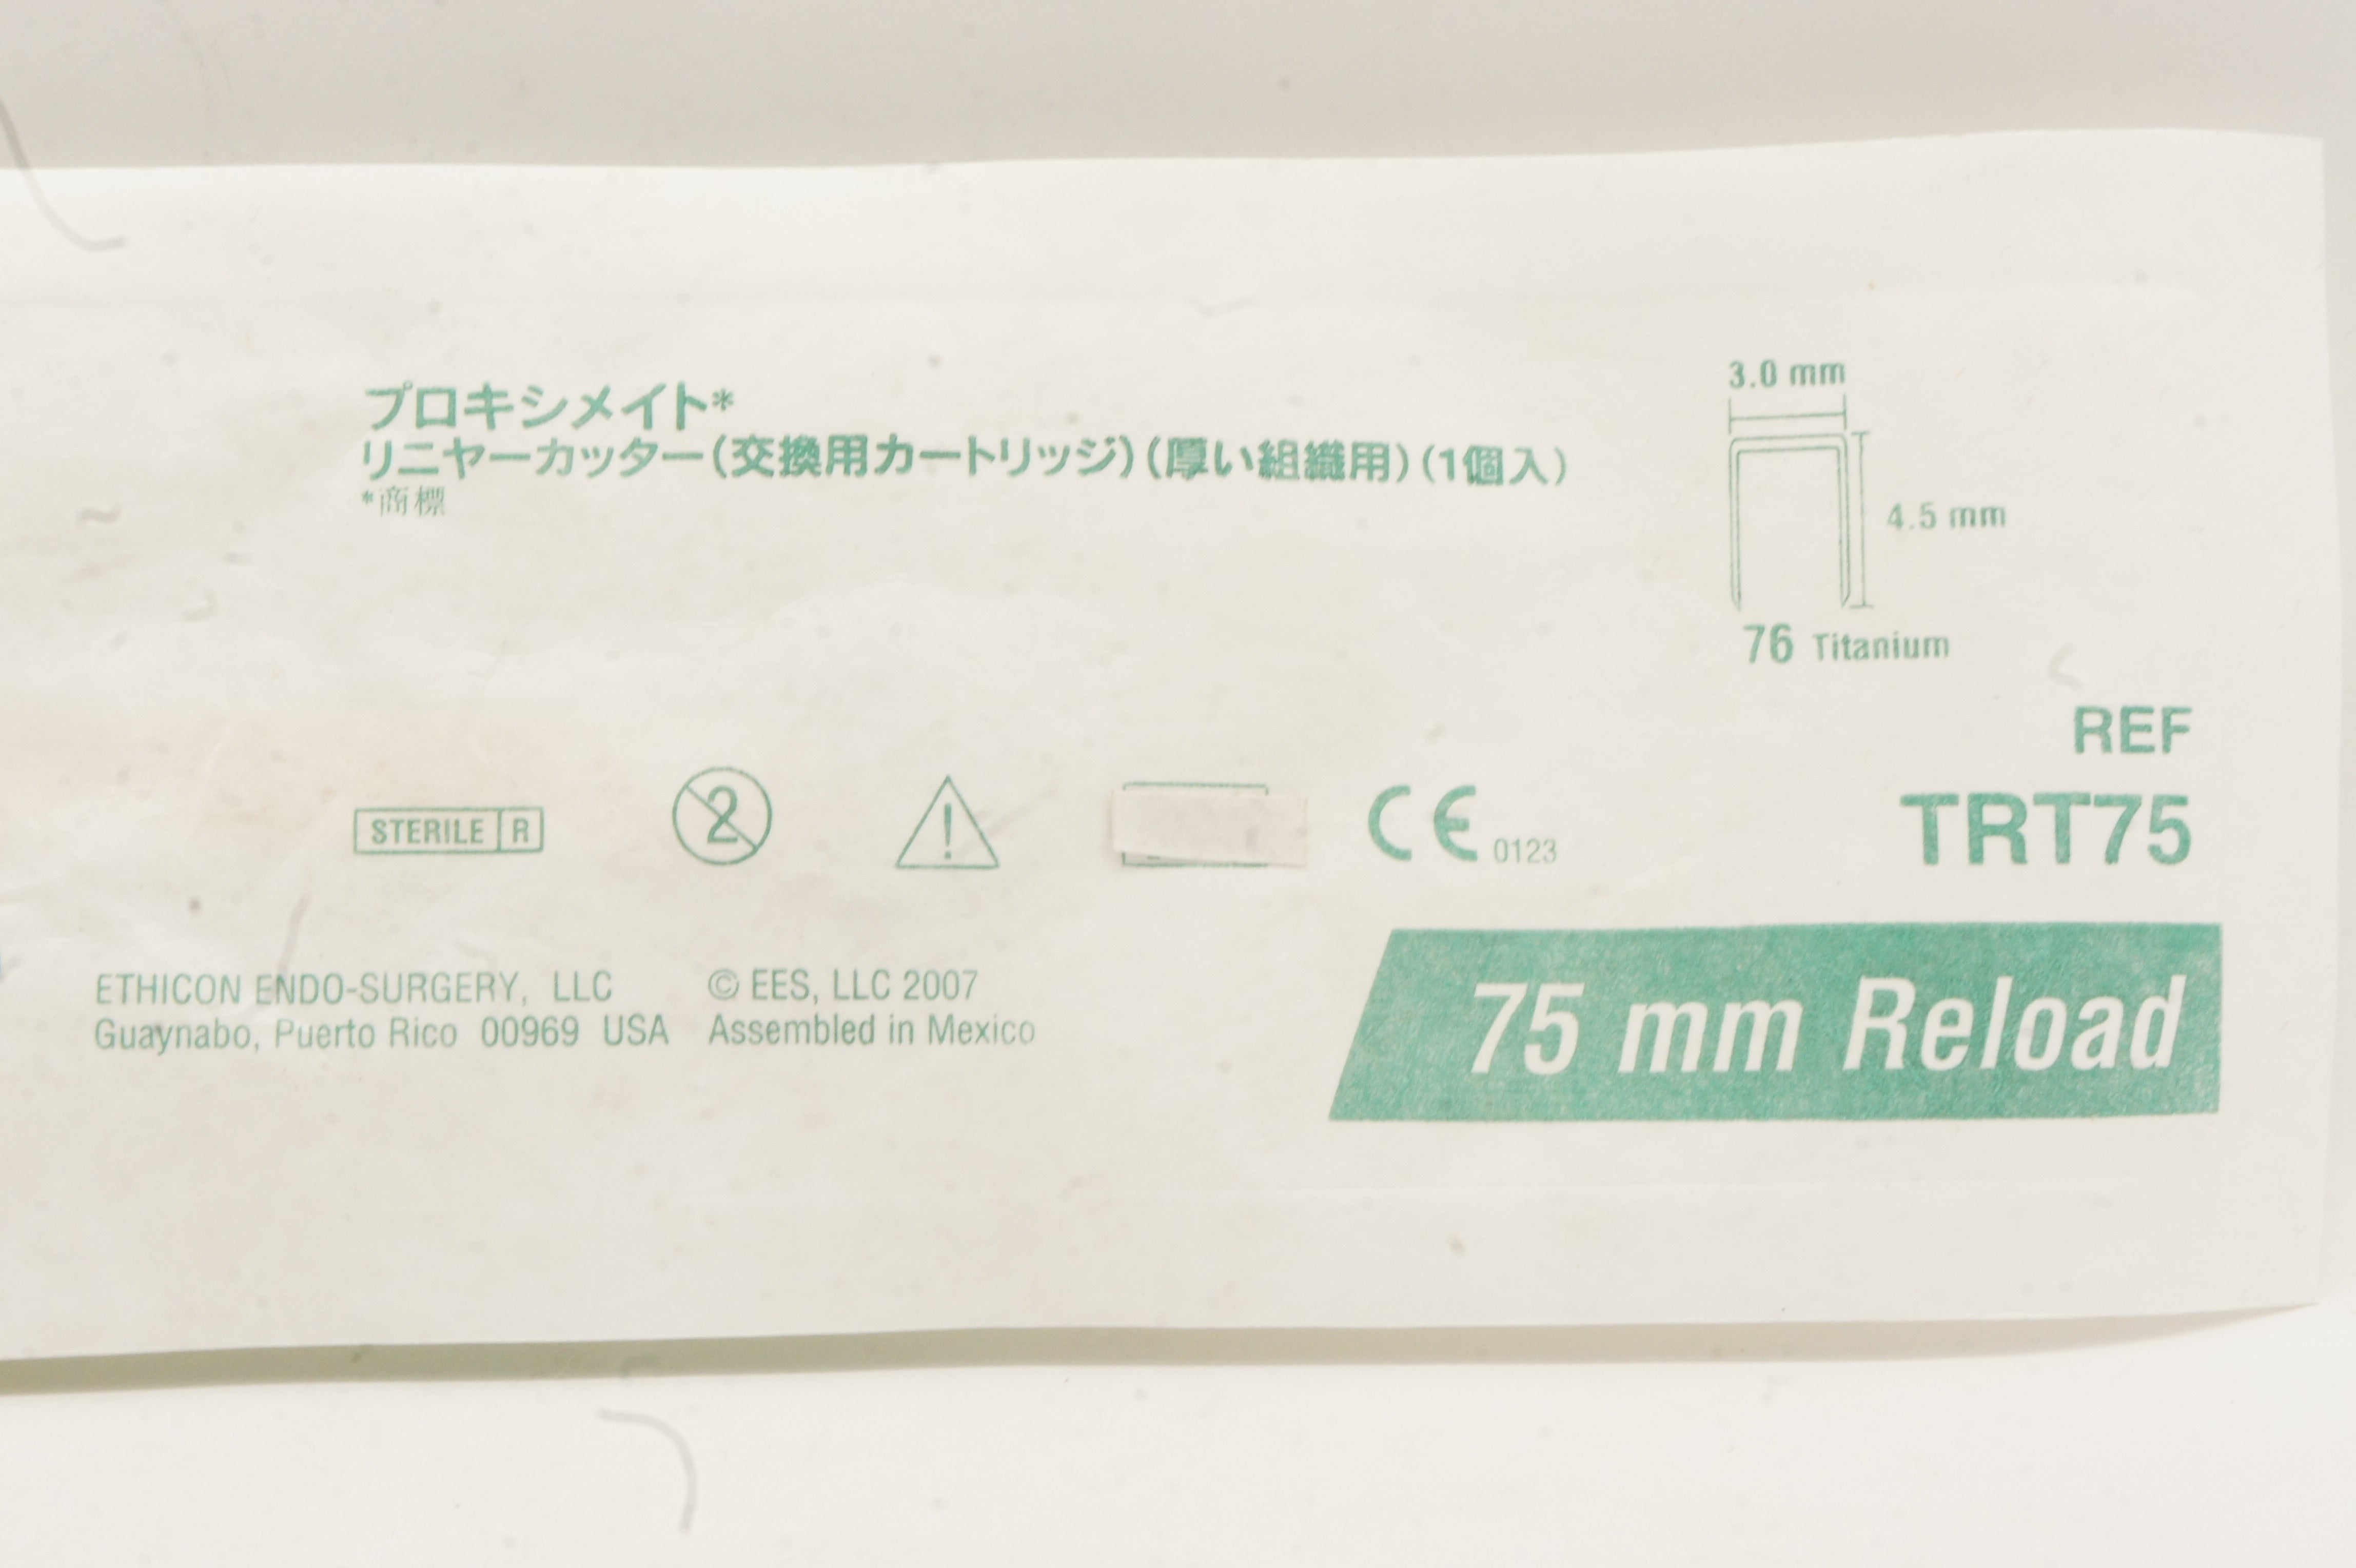 プロキシメイト*
リニヤーカッター(交換用カートリッジ)(厚い組織用)(1個入)
*商標
3.0 mm
4.5 mm
76 Titanium
REF
TRT75
STERILE R
2
!
CE 0123
75 mm Reload
ETHICON ENDO-SURGERY, LLC
Guaynabo, Puerto Rico 00969 USA
© EES, LLC 2007
Assembled in Mexico